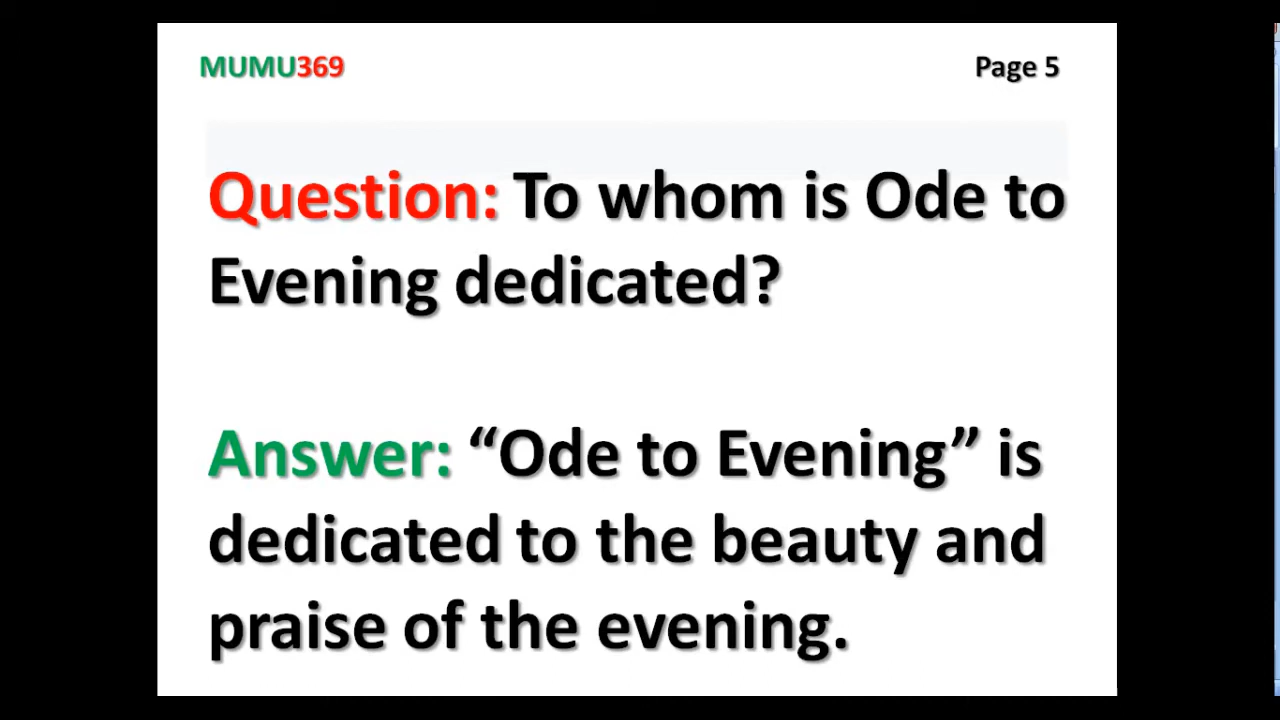 MUMU369 Page 5
Question: To whom is Ode to
Evening dedicated?
Answer: “Ode to Evening” is
dedicated to the beauty and
praise of the evening.